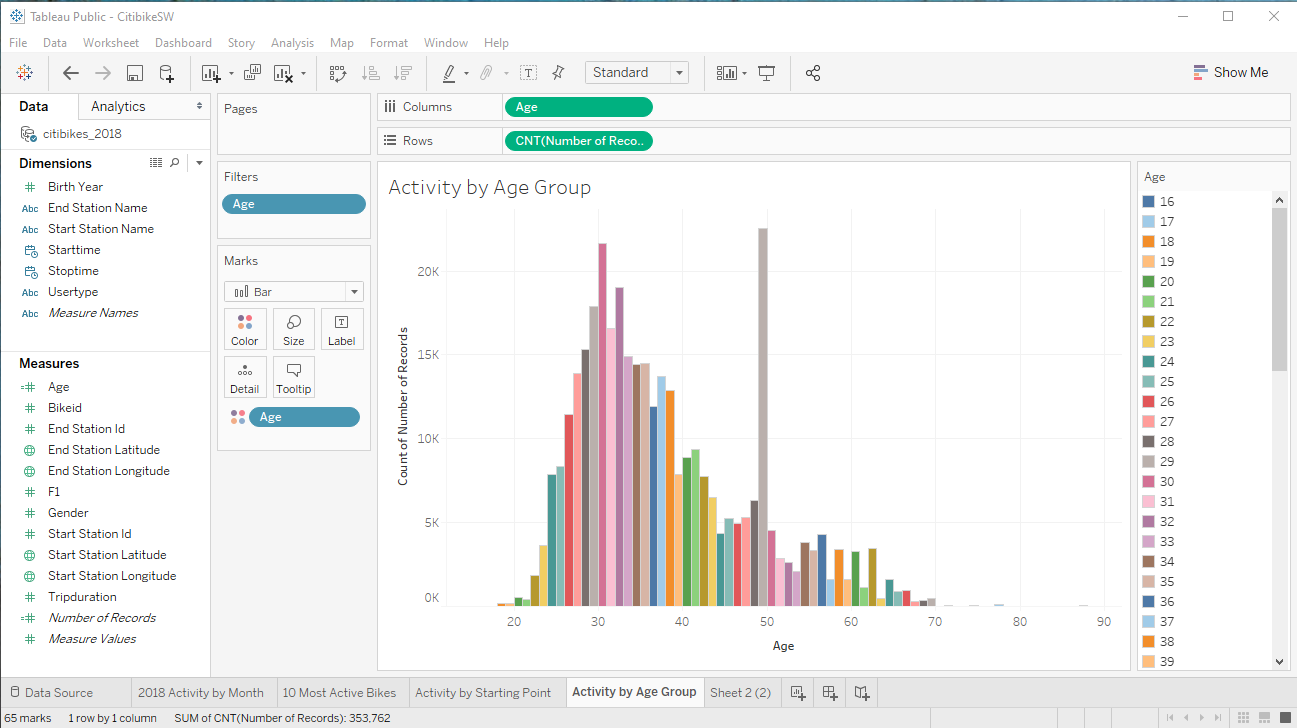 Tableau Public - CitibikeSW
File Data Worksheet Dashboard Story Analysis Map Format Window Help
Standard
Show Me
Data Analytics
citibikes_2018
Dimensions
Birth Year
Abc End Station Name
Abc Start Station Name
Starttime
Stoptime
Abc Usertype
Abc Measure Names
Measures
Age
Bikeid
End Station Id
End Station Latitude
End Station Longitude
F1
Gender
Start Station Id
Start Station Latitude
Start Station Longitude
Tripduration
Number of Records
Measure Values
Pages
Filters
Age
Marks
Bar
Color Size Label
Detail Tooltip
Age
Columns Age
Rows CNT(Number of Reco..
Activity by Age Group
Count of Number of Records
20K
15K
10K
5K
0K
20 30 40 50 60 70 80 90
Age
Age
16
17
18
19
20
21
22
23
24
25
26
27
28
29
30
31
32
33
34
35
36
37
38
39
Data Source 2018 Activity by Month 10 Most Active Bikes Activity by Starting Point Activity by Age Group Sheet 2 (2)
65 marks 1 row by 1 column SUM of CNT(Number of Records): 353,762